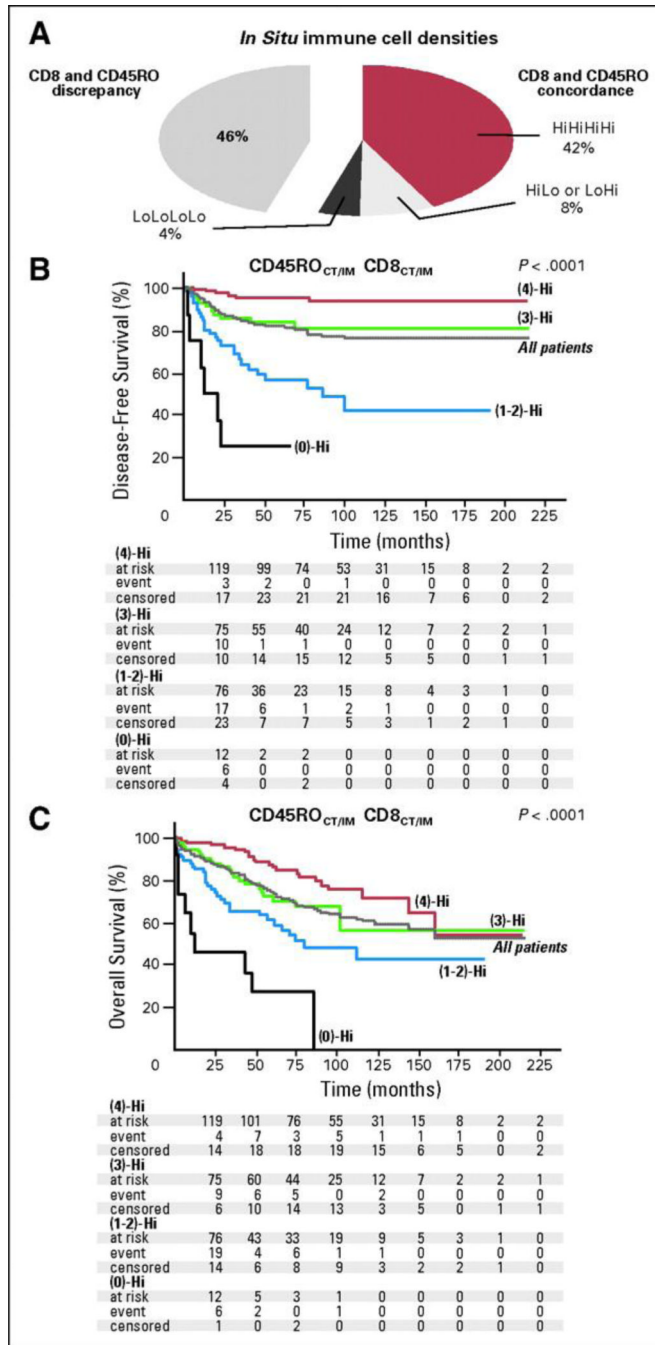 A
In Situ immune cell densities
CD8 and CD45RO
discrepancy
CD8 and CD45RO
concordance
46%
HiHiHiHi
42%
HiLo or LoHi
8%
LoLoLoLo
4%
B
CD45RO CT/IM CD8 CT/IM
P < .0001
Disease-Free Survival (%)
100
80
60
40
20
0
(4)-Hi
(3)-Hi
All patients
(1-2)-Hi
(0)-Hi
25 50 75 100 125 150 175 200 225
Time (months)
(4)-Hi
at risk 119 99 74 53 31 15 8 2 2
event 3 2 0 1 0 0 0 0 0
censored 17 23 21 21 16 7 6 0 2
(3)-Hi
at risk 75 55 40 24 12 7 2 2 1
event 10 1 1 0 0 0 0 0 0
censored 10 14 15 12 5 5 0 1 1
(1-2)-Hi
at risk 76 36 23 15 8 4 3 1 0
event 17 6 1 2 1 0 0 0 0
censored 23 7 7 5 3 1 2 1 0
(0)-Hi
at risk 12 2 2 0 0 0 0 0 0
event 6 0 0 0 0 0 0 0 0
censored 4 0 2 0 0 0 0 0 0
C
CD45RO CT/IM CD8 CT/IM
P < .0001
Overall Survival (%)
100
80
60
40
20
0
(4)-Hi
(3)-Hi
All patients
(1-2)-Hi
(0)-Hi
25 50 75 100 125 150 175 200 225
Time (months)
(4)-Hi
at risk 119 101 76 55 31 15 8 2 2
event 4 7 3 5 1 1 1 0 0
censored 14 18 18 19 15 6 5 0 2
(3)-Hi
at risk 75 60 44 25 12 7 2 2 1
event 9 6 5 0 2 0 0 0 0
censored 6 10 14 13 3 5 0 1 1
(1-2)-Hi
at risk 76 43 33 19 9 5 3 1 0
event 19 4 6 1 1 0 0 0 0
censored 14 6 8 9 3 2 2 1 0
(0)-Hi
at risk 12 5 3 1 0 0 0 0 0
event 6 2 0 1 0 0 0 0 0
censored 1 0 2 0 0 0 0 0 0